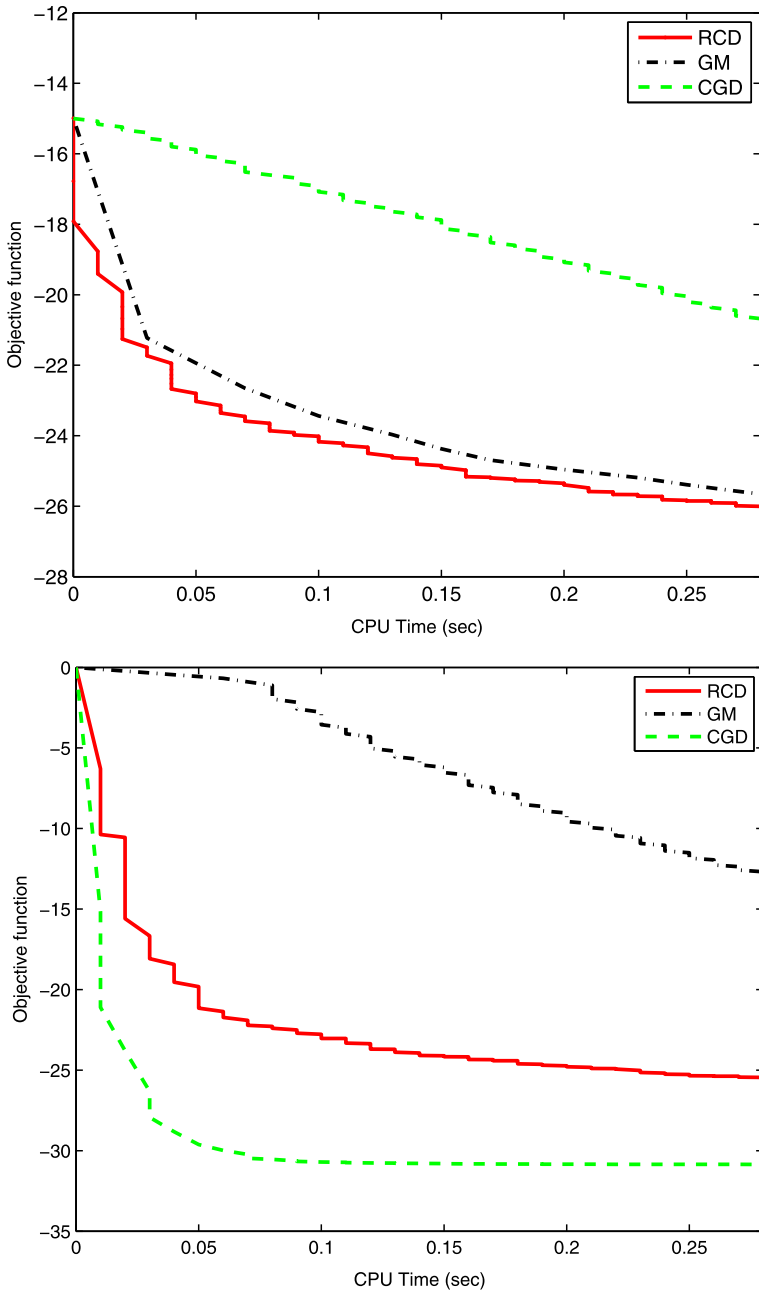 −12
−14
−16
−18
−20
−22
−24
−26
−28
Objective function
0
0.05
0.1
0.15
0.2
0.25
CPU Time (sec)
RCD
GM
CGD
0
−5
−10
−15
−20
−25
−30
−35
Objective function
0
0.05
0.1
0.15
0.2
0.25
CPU Time (sec)
RCD
GM
CGD